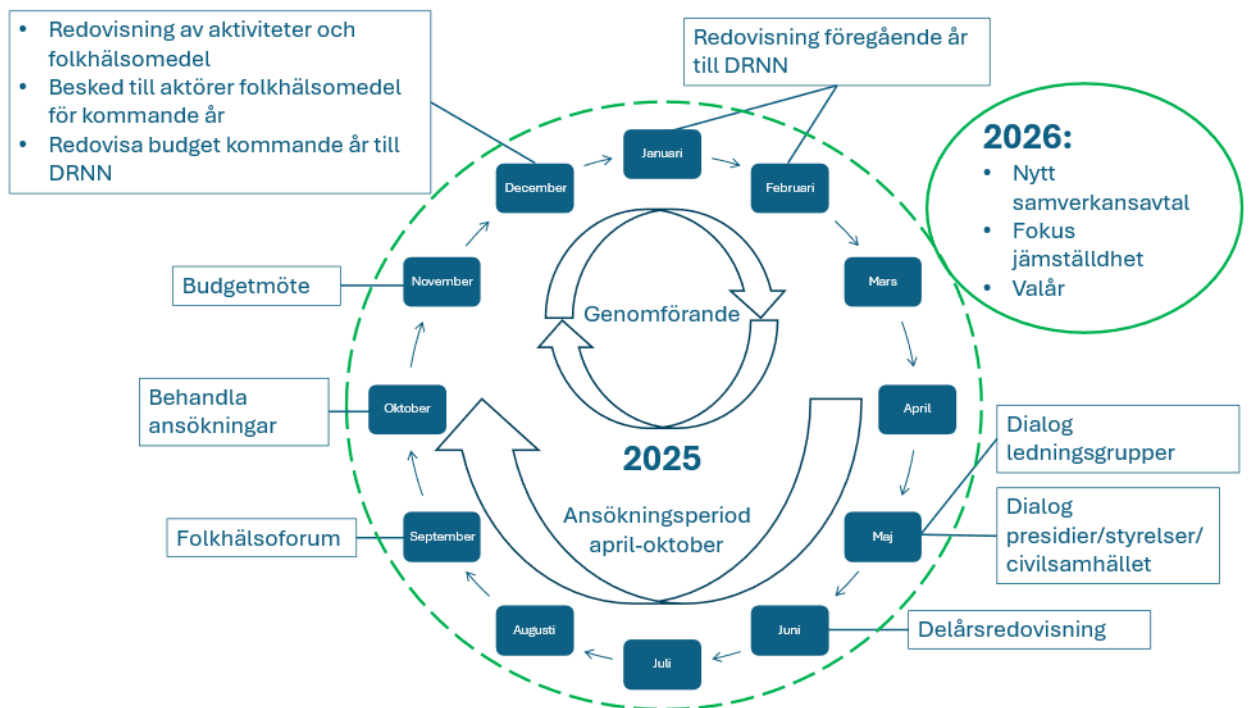 • Redovisning av aktiviteter och
folkhälsomedel
• Besked till aktörer folkhälsomedel
för kommande år
• Redovisa budget kommande år till
DRNN
Redovisning föregående år
till DRNN
2026:
• Nytt
samverkansavtal
• Fokus
jämställdhet
• Valår
Januari
Februari
Mars
April
Maj
Juni
Juli
Augusti
September
Oktober
November
December
Budgetmöte
Behandla
ansökningar
Folkhälsoforum
Dialog
ledningsgrupper
Dialog
presidier/styrelser/
civilsamhället
Delårsredovisning
Genomförande
2025
Ansökningsperiod
april-oktober